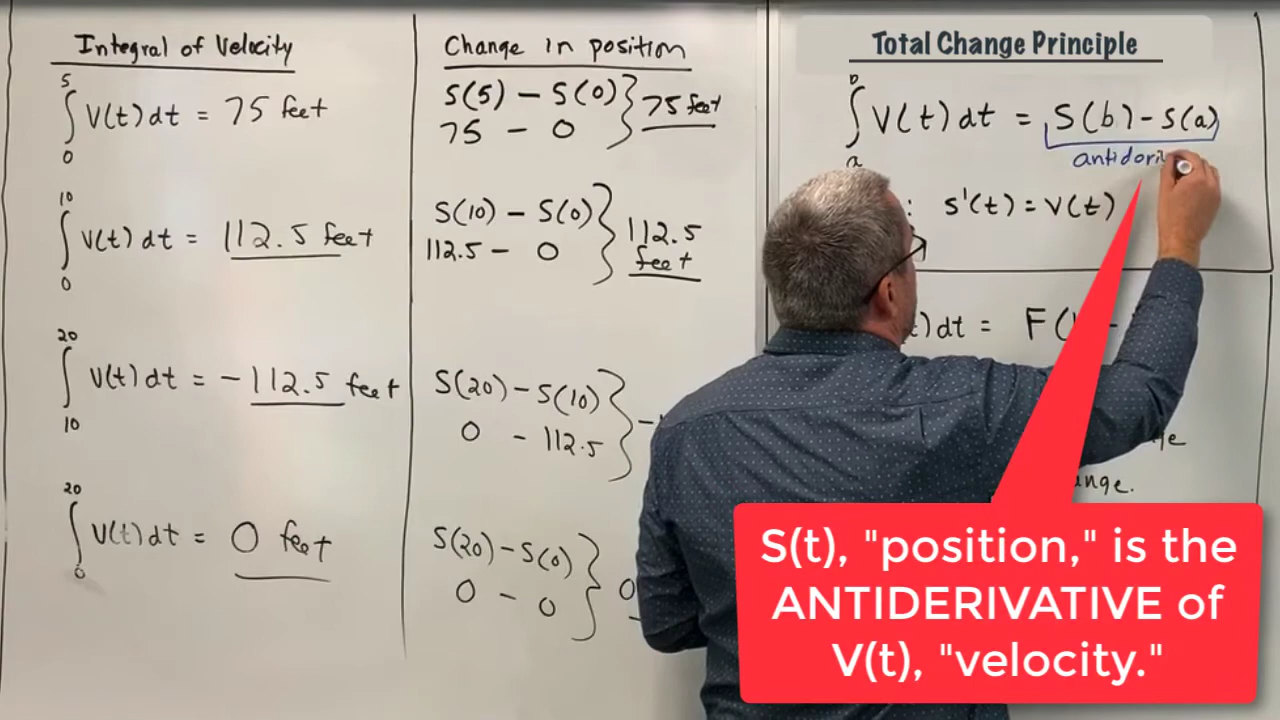 Integral of Velocity
5
∫ V(t)dt = 75 feet
0
10
∫ V(t)dt = 112.5 feet
0
20
∫ V(t)dt = -112.5 feet
10
20
∫ V(t)dt = 0 feet
0
Change in position
S(5) - S(0) }
75 - 0 75 feet
S(10) - S(0) } 112.5
112.5 - 0 feet
S(20) - S(10) }
0 - 112.5 -
S(20) - S(0) }
0 - 0 0
Total Change Principle
b
∫ V(t)dt = S(b) - S(a)
a
: S'(t) = V(t)
t)dt = F(
S(t), "position," is the
ANTIDERIVATIVE of
V(t), "velocity."